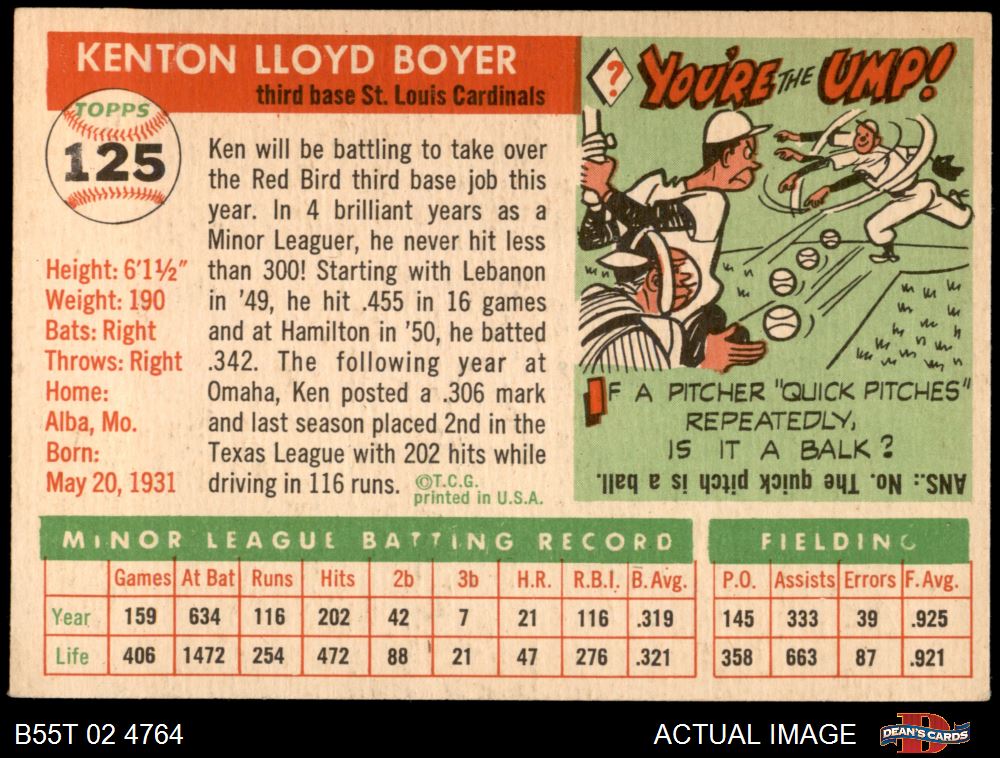 KENTON LLOYD BOYER
third base St. Louis Cardinals
TOPPS
125
Height: 6'1½"
Weight: 190
Bats: Right
Throws: Right
Home:
Alba, Mo.
Born:
May 20, 1931
Ken will be battling to take over
the Red Bird third base job this
year. In 4 brilliant years as a
Minor Leaguer, he never hit less
than 300! Starting with Lebanon
in '49, he hit .455 in 16 games
and at Hamilton in '50, he batted
.342. The following year at
Omaha, Ken posted a .306 mark
and last season placed 2nd in the
Texas League with 202 hits while
driving in 116 runs. ©T.C.G.
printed in U.S.A.
? YOU'RE THE UMP!
IF A PITCHER "QUICK PITCHES"
REPEATEDLY,
IS IT A BALK?
ANS.: No. The quick pitch is a ball.
MINOR LEAGUE BATTING RECORD FIELDING
Games At Bat Runs Hits 2b 3b H.R. R.B.I. B.Avg. P.O. Assists Errors F.Avg.
Year 159 634 116 202 42 7 21 116 .319 145 333 39 .925
Life 406 1472 254 472 88 21 47 276 .321 358 663 87 .921
B55T 02 4764 ACTUAL IMAGE DEAN'S CARDS